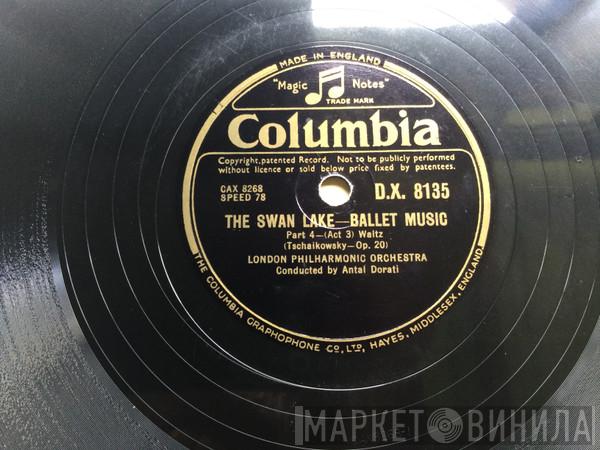 MADE IN ENGLAND
"Magic Notes"
TRADE MARK
Columbia
Copyright, patented Record. Not to be publicly performed
without licence or sold below price fixed by patentees.
CAX 8268
SPEED 78
D.X. 8135
THE SWAN LAKE—BALLET MUSIC
Part 4—(Act 3) Waltz
(Tschaikowsky—Op. 20)
LONDON PHILHARMONIC ORCHESTRA
Conducted by Antal Dorati
THE COLUMBIA GRAPHOPHONE CO., LTD, HAYES, MIDDLESEX, ENGLAND.
МАРКЕТОВИНИЛА